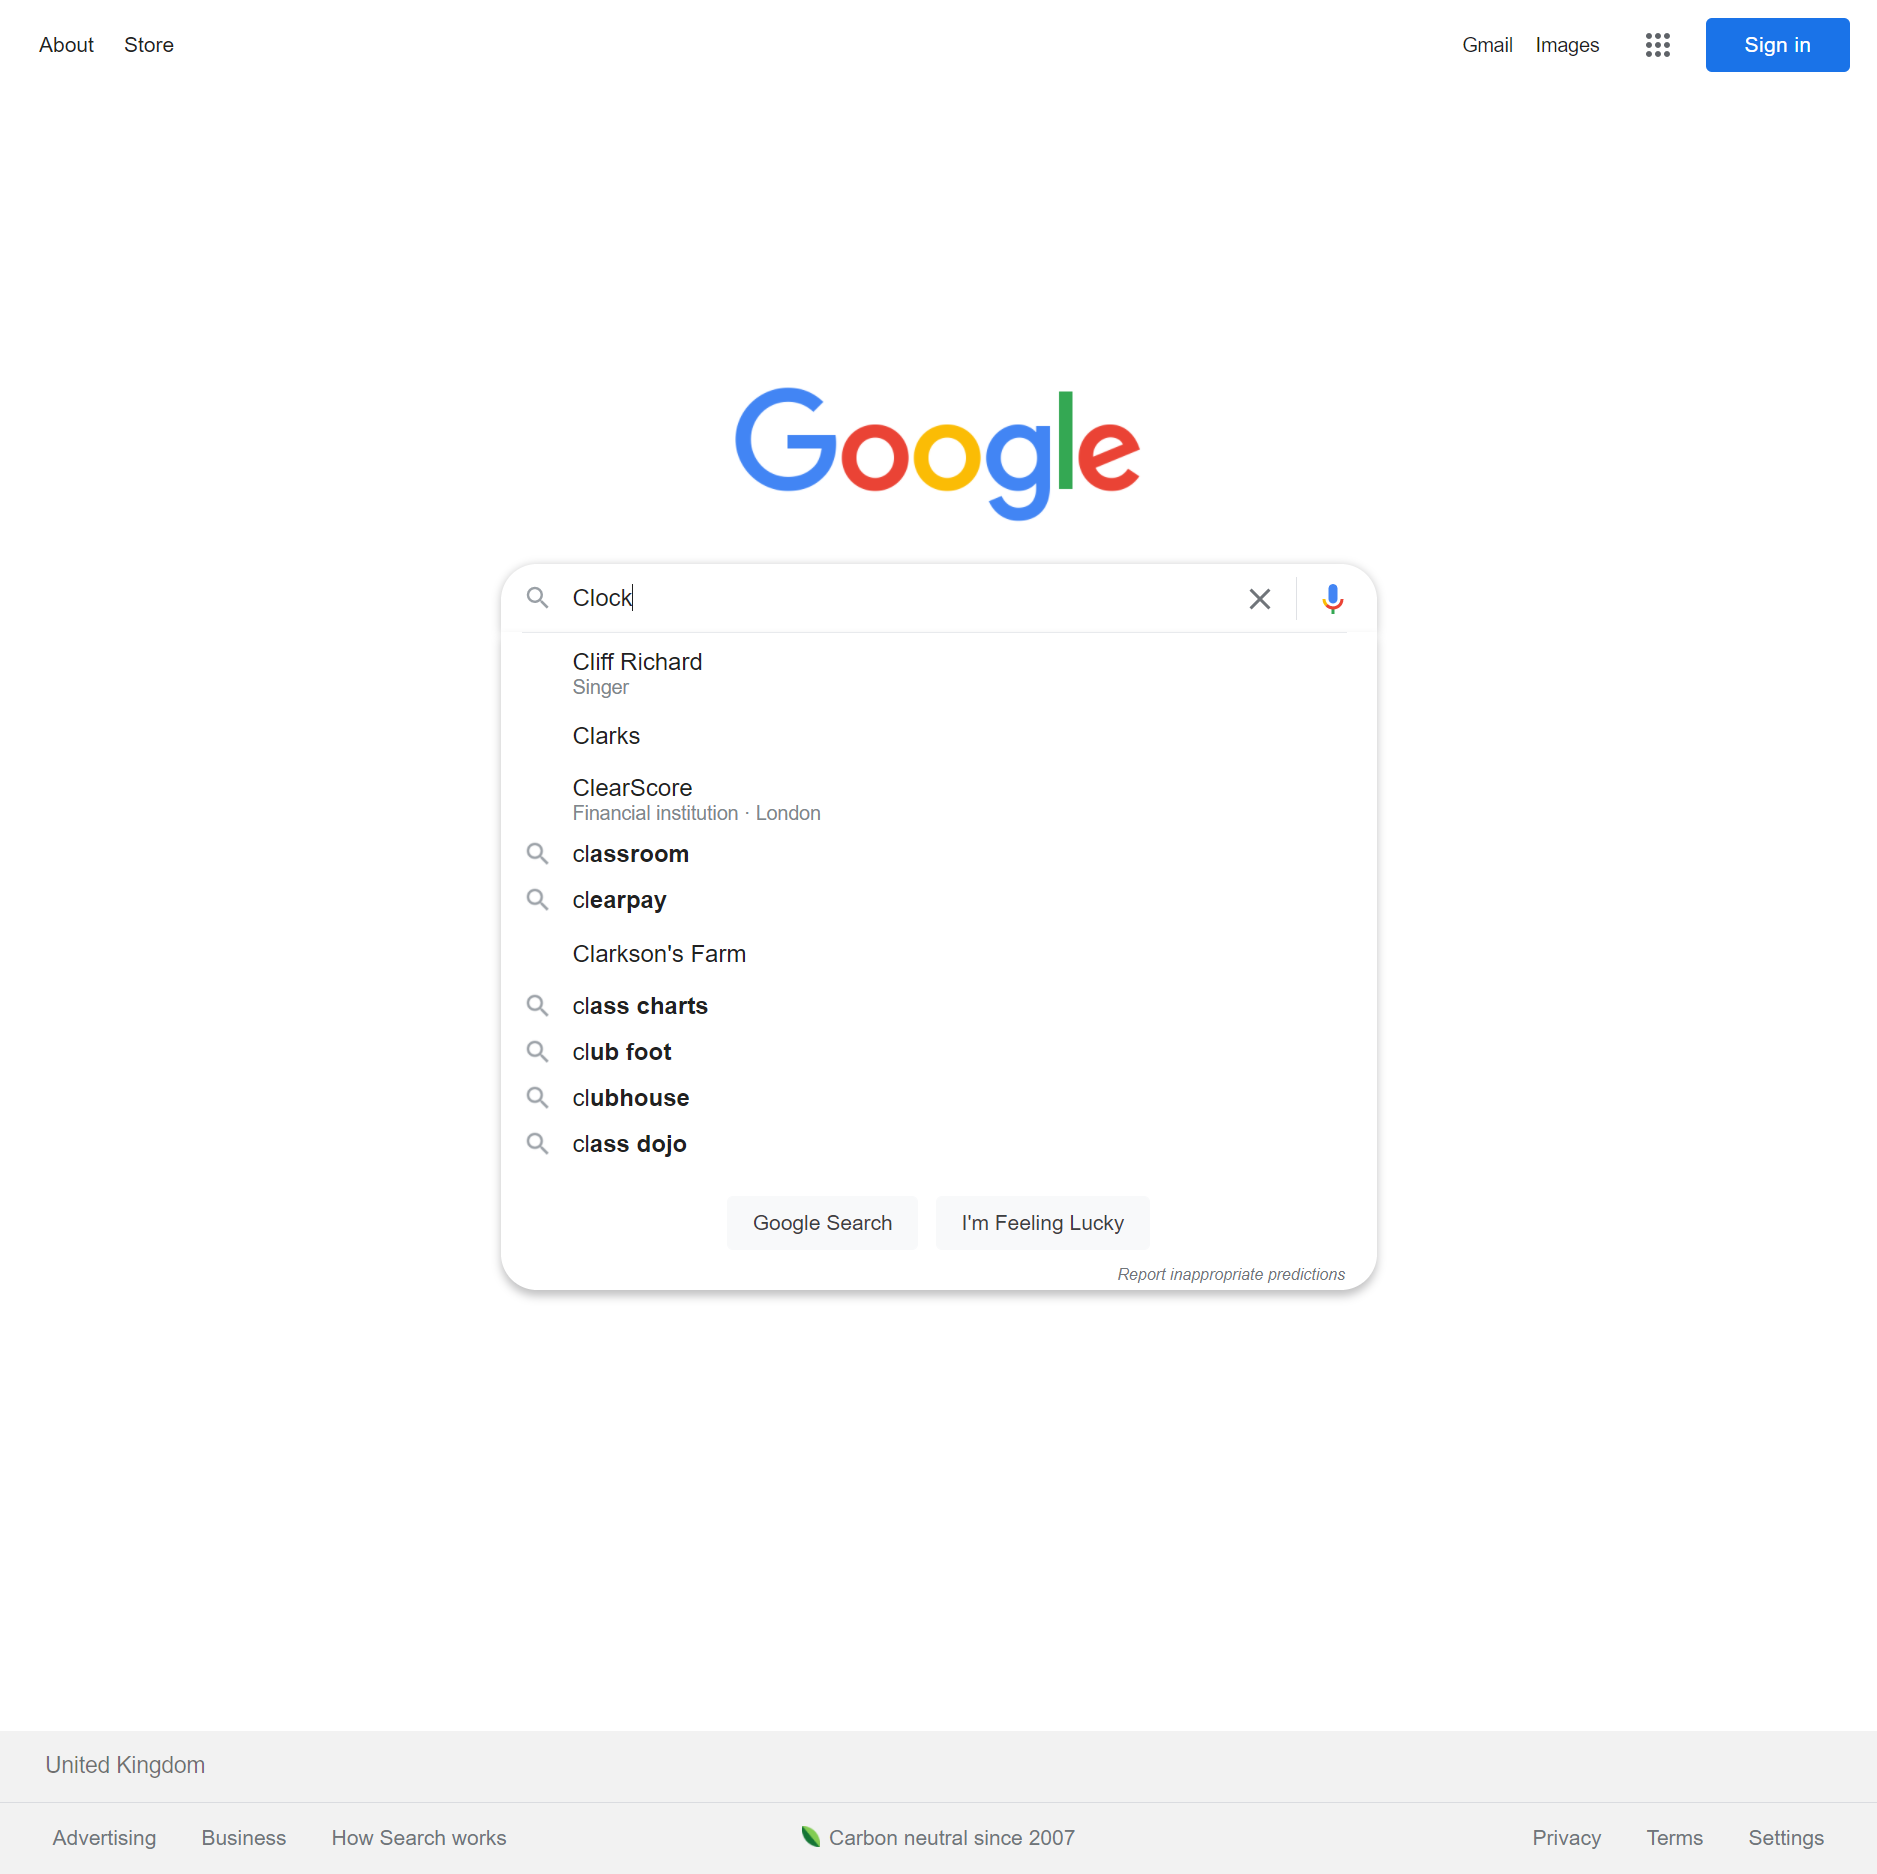 About Store Gmail Images Sign in
Google
Clock
Cliff Richard
Singer
Clarks
ClearScore
Financial institution · London
classroom
clearpay
Clarkson's Farm
class charts
club foot
clubhouse
class dojo
Google Search I'm Feeling Lucky
Report inappropriate predictions
United Kingdom
Advertising Business How Search works Carbon neutral since 2007 Privacy Terms Settings